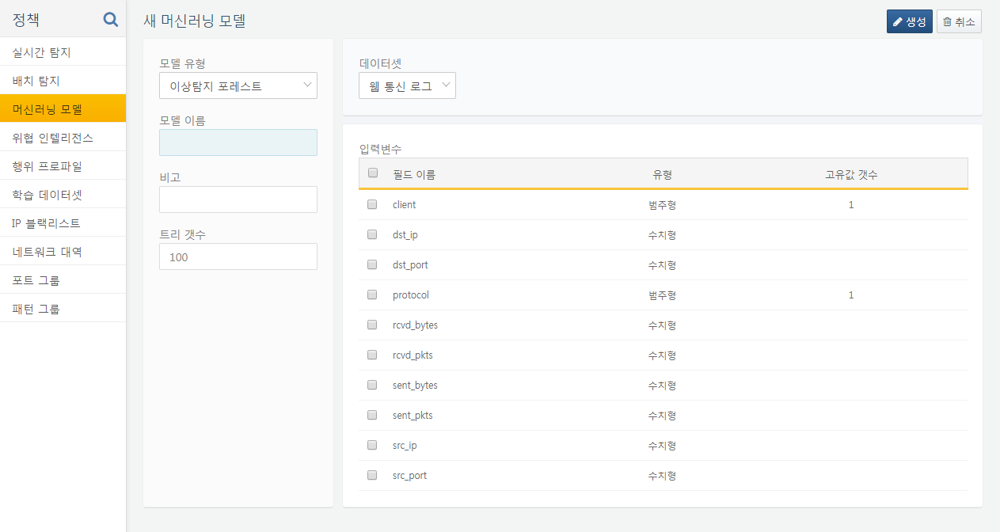 정책
실시간 탐지
배치 탐지
머신러닝 모델
위협 인텔리전스
행위 프로파일
학습 데이터셋
IP 블랙리스트
네트워크 대역
포트 그룹
패턴 그룹
새 머신러닝 모델
생성 취소
모델 유형
이상탐지 포레스트
모델 이름
비고
트리 갯수
100
데이터셋
웹 통신 로그
입력변수
필드 이름 유형 고유값 갯수
client 범주형 1
dst_ip 수치형
dst_port 수치형
protocol 범주형 1
rcvd_bytes 수치형
rcvd_pkts 수치형
sent_bytes 수치형
sent_pkts 수치형
src_ip 수치형
src_port 수치형